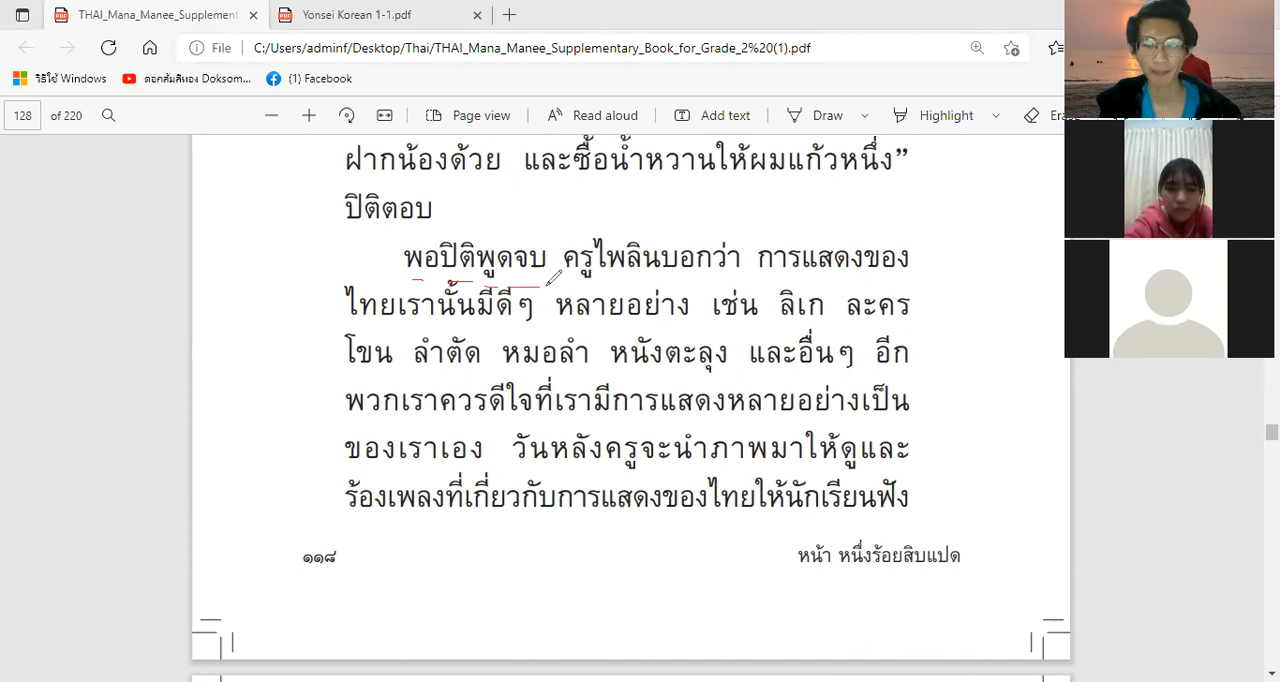 THAI_Mana_Manee_Supplementa
Yonsei Korean 1-1.pdf
File
C:/Users/adminf/Desktop/Thai/THAI_Mana_Manee_Supplementary_Book_for_Grade_2%20(1).pdf
วิธีใช้ Windows
ดอกส้มสีทอง Doksom...
(1) Facebook
128 of 220
Page view
Read aloud
Add text
Draw
Highlight
ฝากน้องด้วย และซื้อน้ำหวานให้ผมแก้วหนึ่ง”
ปิติตอบ
พอปิติพูดจบ ครูไพลินบอกว่า การแสดงของ
ไทยเรานั้นมีดีๆ หลายอย่าง เช่น ลิเก ละคร
โขน ลำตัด หมอลำ หนังตะลุง และอื่นๆ อีก
พวกเราควรดีใจที่เรามีการแสดงหลายอย่างเป็น
ของเราเอง วันหลังครูจะนำภาพมาให้ดูและ
ร้องเพลงที่เกี่ยวกับการแสดงของไทยให้นักเรียนฟัง
๑๑๘
หน้า หนึ่งร้อยสิบแปด